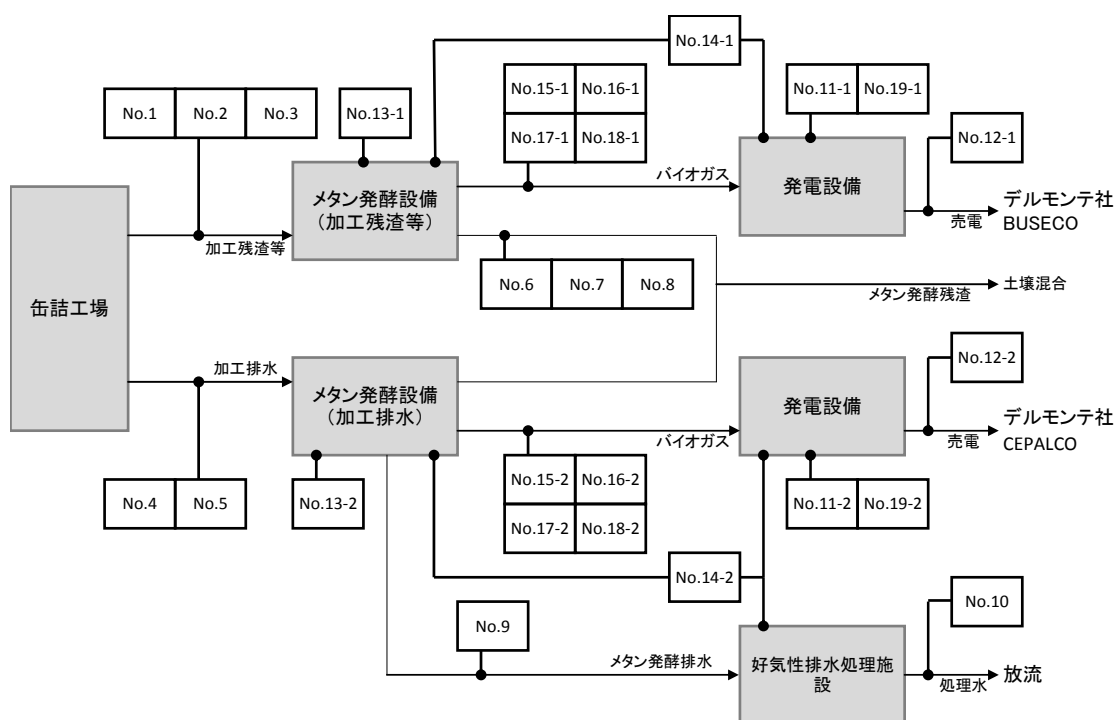 No.14-1
No.15-1
No.16-1
No.11-1
No.19-1
No.1
No.2
No.3
No.13-1
No.17-1
No.18-1
No.12-1
メタン発酵設備
（加工残渣等）
バイオガス
発電設備
デルモンテ社
BUSECO
売電
加工残渣等
No.6
No.7
No.8
缶詰工場
メタン発酵残渣
土壌混合
加工排水
メタン発酵設備
（加工排水）
発電設備
No.12-2
バイオガス
デルモンテ社
CEPALCO
売電
No.4
No.5
No.13-2
No.15-2
No.16-2
No.11-2
No.19-2
No.17-2
No.18-2
No.14-2
No.9
No.10
メタン発酵排水
好気性排水処理施
設
処理水
放流